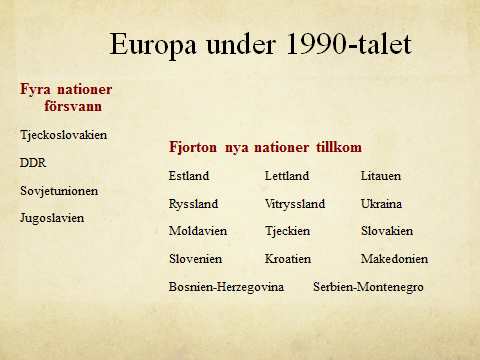 Europa under 1990-talet
Fyra nationer
försvann
Tjeckoslovakien
DDR
Sovjetunionen
Jugoslavien
Fjorton nya nationer tillkom
Estland Lettland Litauen
Ryssland Vitryssland Ukraina
Moldavien Tjeckien Slovakien
Slovenien Kroatien Makedonien
Bosnien-Herzegovina Serbien-Montenegro